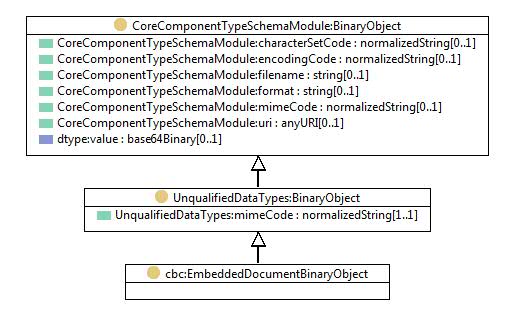 CoreComponentTypeSchemaModule:BinaryObject
CoreComponentTypeSchemaModule:characterSetCode : normalizedString[0..1]
CoreComponentTypeSchemaModule:encodingCode : normalizedString[0..1]
CoreComponentTypeSchemaModule:filename : string[0..1]
CoreComponentTypeSchemaModule:format : string[0..1]
CoreComponentTypeSchemaModule:mimeCode : normalizedString[0..1]
CoreComponentTypeSchemaModule:uri : anyURI[0..1]
dtype:value : base64Binary[0..1]
UnqualifiedDataTypes:BinaryObject
UnqualifiedDataTypes:mimeCode : normalizedString[1..1]
cbc:EmbeddedDocumentBinaryObject